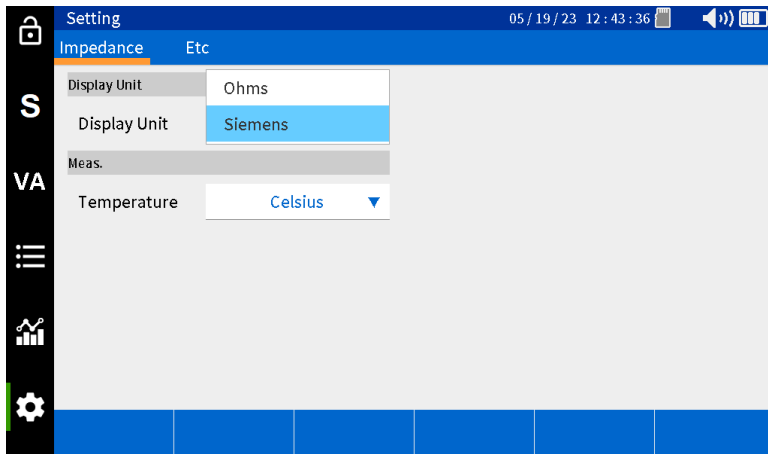 Setting 05/19/23 12:43:36
Impedance Etc
Display Unit
Ohms
S
Display Unit Siemens
Meas.
VA
Temperature Celsius